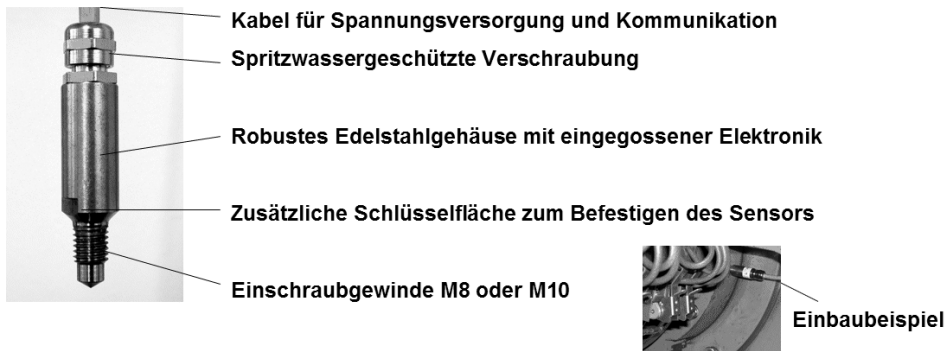 Kabel für Spannungsversorgung und Kommunikation
Spritzwassergeschützte Verschraubung
Robustes Edelstahlgehäuse mit eingegossener Elektronik
Zusätzliche Schlüsselfläche zum Befestigen des Sensors
Einschraubgewinde M8 oder M10
Einbaubeispiel